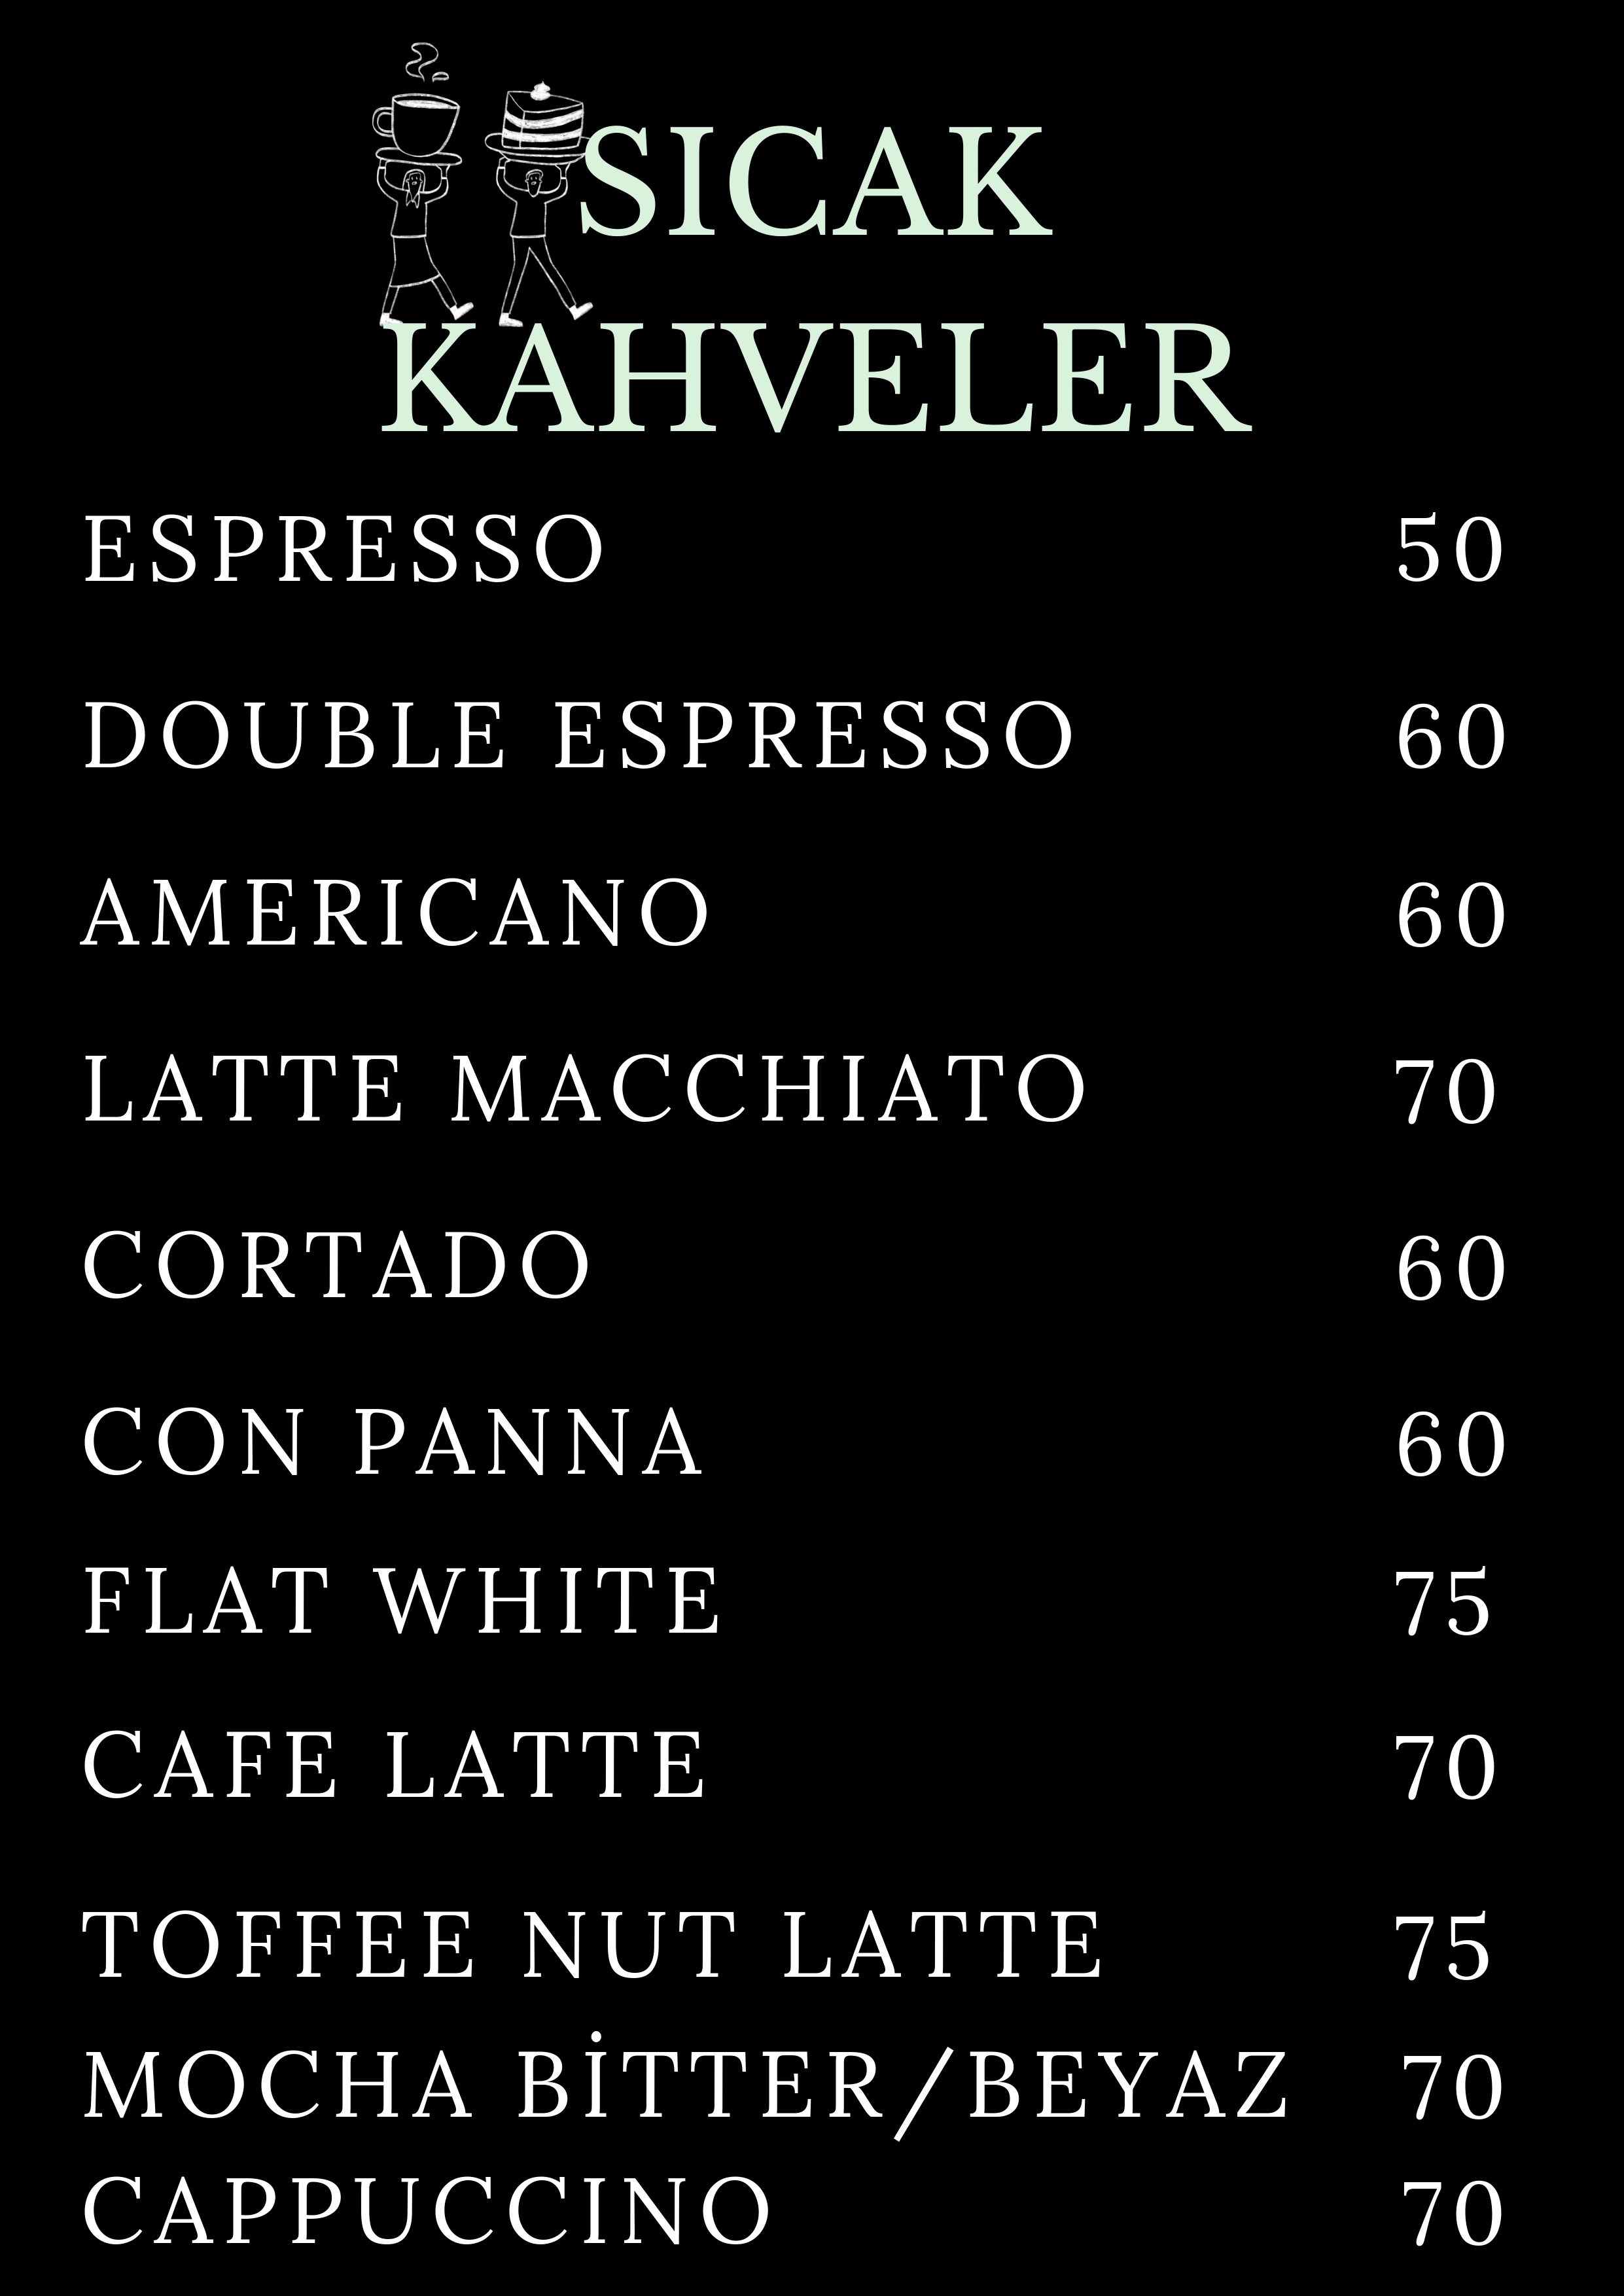 SICAK
KAHVELER
ESPRESSO 50
DOUBLE ESPRESSO 60
AMERICANO 60
LATTE MACCHIATO 70
CORTADO 60
CON PANNA 60
FLAT WHITE 75
CAFE LATTE 70
TOFFEE NUT LATTE 75
MOCHA BİTTER/BEYAZ 70
CAPPUCCINO 70